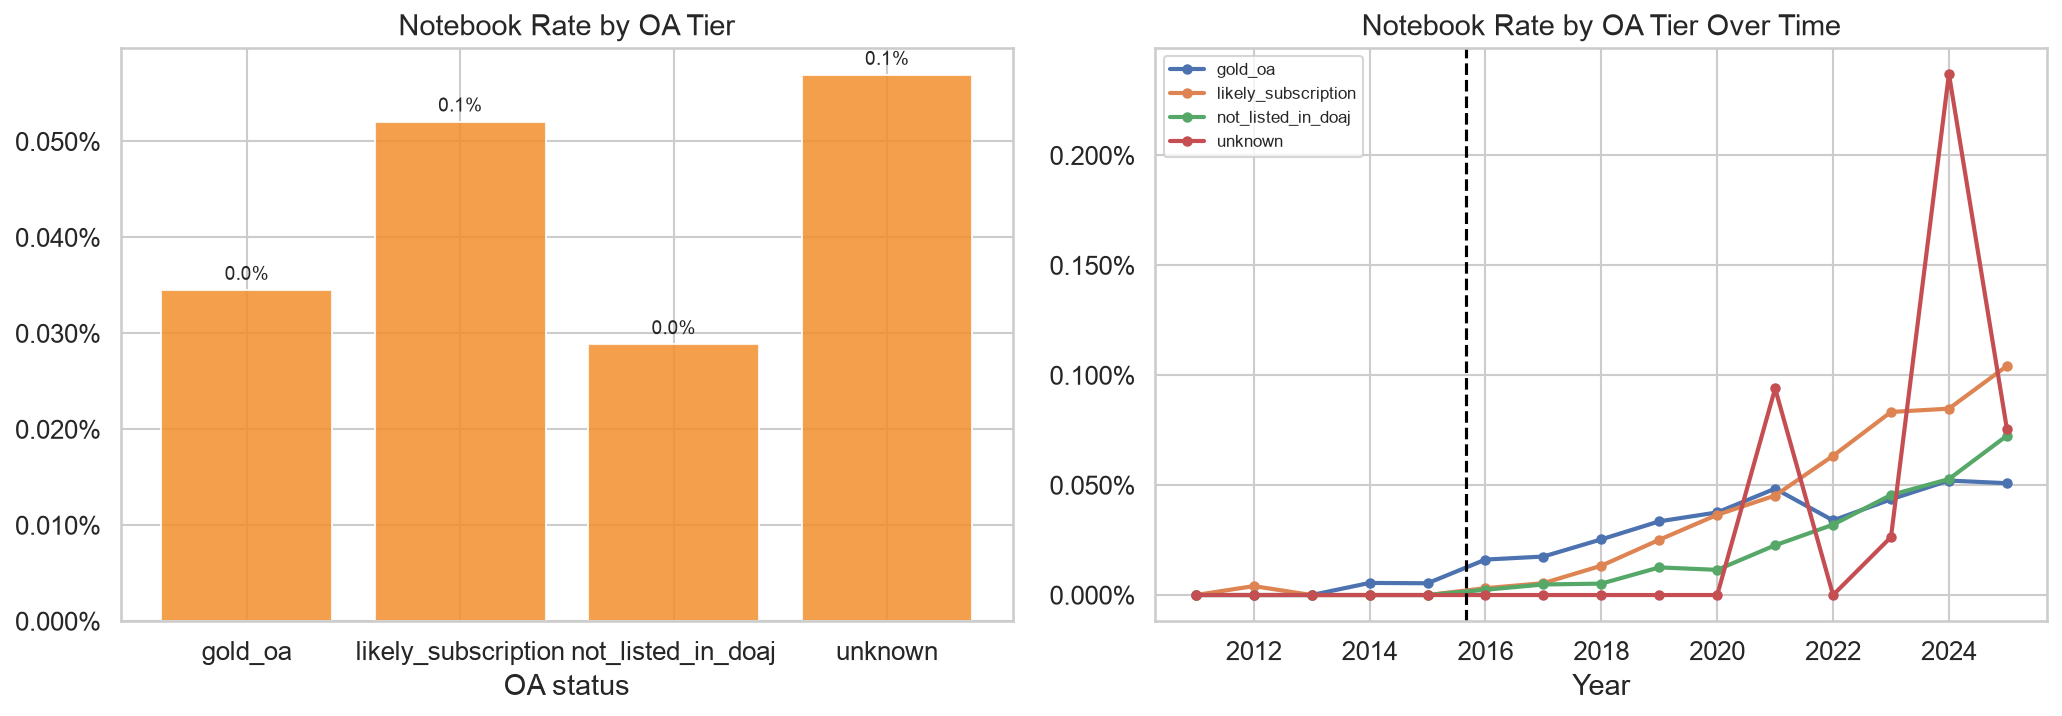 Notebook Rate by OA Tier
0.050%
0.040%
0.030%
0.020%
0.010%
0.000%
0.0%
0.1%
0.0%
0.1%
gold_oa
likely_subscription
not_listed_in_doaj
unknown
OA status
Notebook Rate by OA Tier Over Time
gold_oa
likely_subscription
not_listed_in_doaj
unknown
0.200%
0.150%
0.100%
0.050%
0.000%
2012
2014
2016
2018
2020
2022
2024
Year